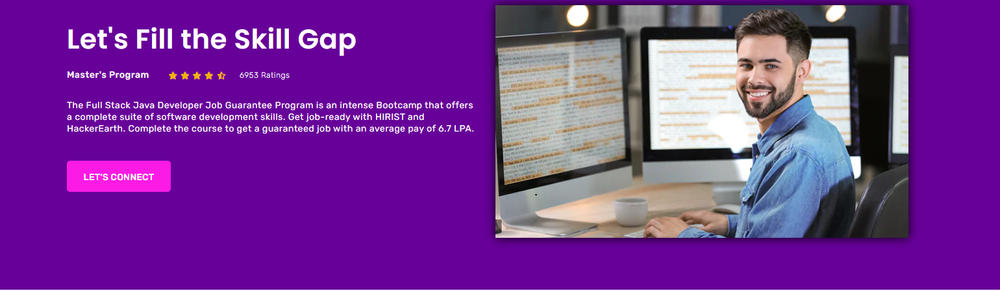 Let's Fill the Skill Gap
Master's Program
6953 Ratings
The Full Stack Java Developer Job Guarantee Program is an intense Bootcamp that offers
a complete suite of software development skills. Get job-ready with HIRIST and
HackerEarth. Complete the course to get a guaranteed job with an average pay of 6.7 LPA.
LET'S CONNECT